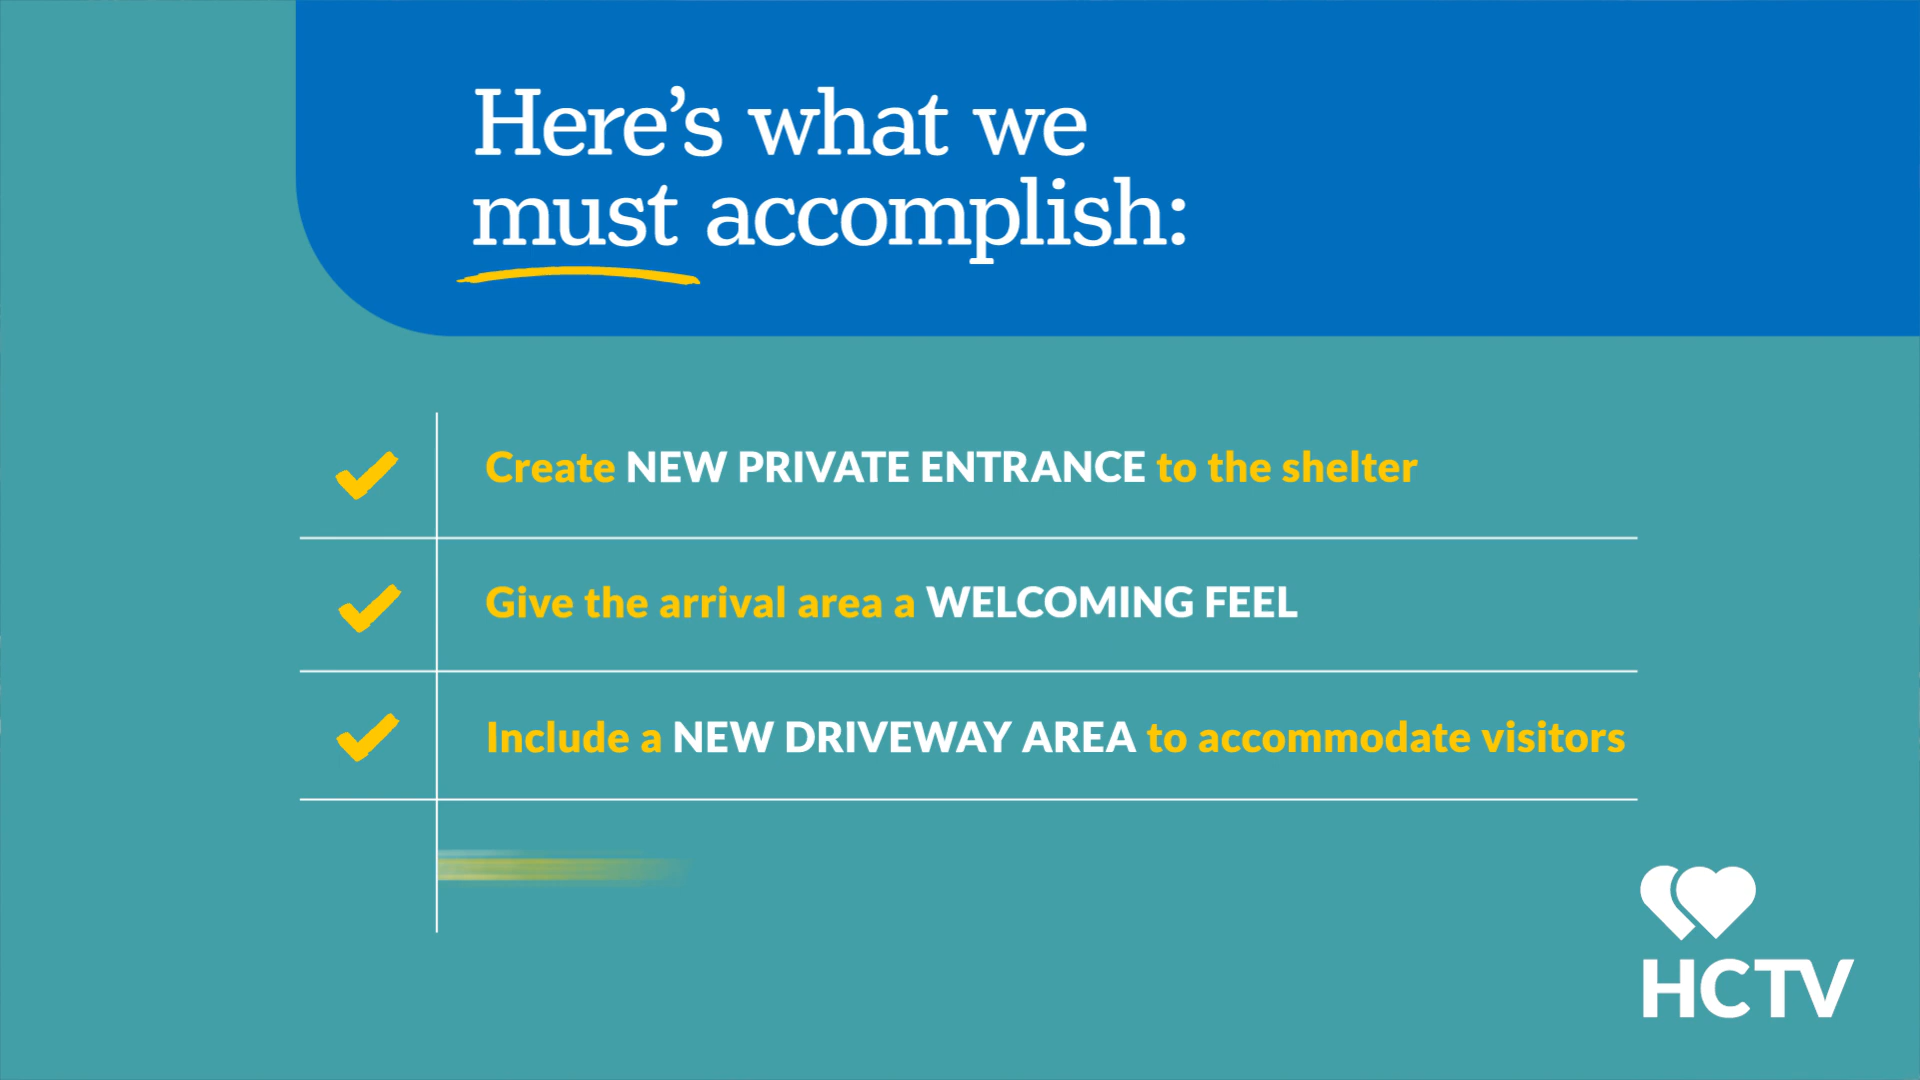 Here’s what we
must accomplish:
Create NEW PRIVATE ENTRANCE to the shelter
Give the arrival area a WELCOMING FEEL
Include a NEW DRIVEWAY AREA to accommodate visitors
HCTV